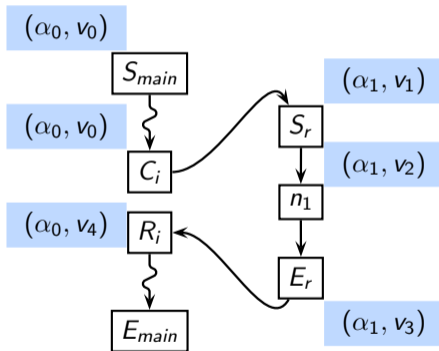 (α₀, v₀)
S_main
(α₀, v₀)
C_i
(α₀, v₄)
R_i
E_main
(α₁, v₁)
S_r
(α₁, v₂)
n₁
E_r
(α₁, v₃)